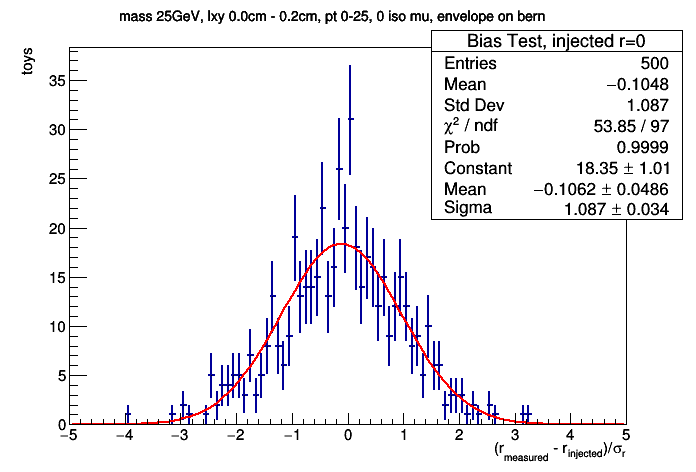 mass 25GeV, lxy 0.0cm - 0.2cm, pt 0-25, 0 iso mu, envelope on bern
Bias Test, injected r=0
Entries 500
Mean −0.1048
Std Dev 1.087
χ² / ndf 53.85 / 97
Prob 0.9999
Constant 18.35 ± 1.01
Mean −0.1062 ± 0.0486
Sigma 1.087 ± 0.034
toys
35
30
25
20
15
10
5
0
−5 −4 −3 −2 −1 0 1 2 3 4 5
(r_measured - r_injected)/σ_r